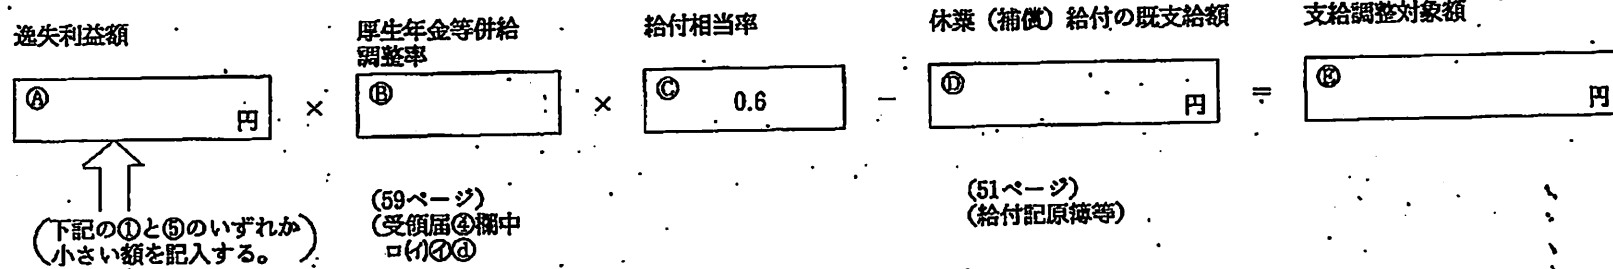 逸失利益額
厚生年金等併給
調整率
給付相当率
休業（補償）給付の既支給額
支給調整対象額
Ⓐ 円 × Ⓑ × Ⓒ 0.6 － Ⓓ 円 ＝ Ⓔ 円
(下記の①と⑤のいずれか
小さい額を記入する。)
(59ページ)
(受領届④欄中
ロ(イ)㋑ⓓ
(51ページ)
(給付記原簿等)